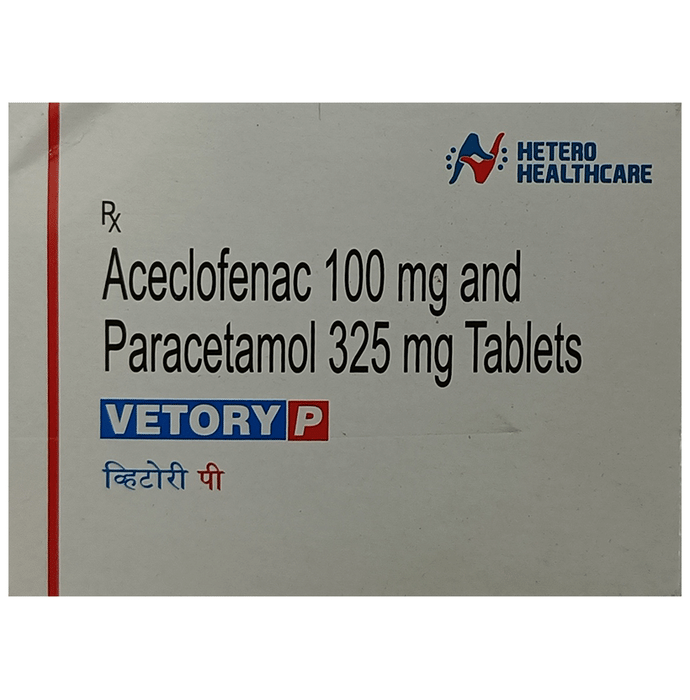 HETERO
HEALTHCARE
Rx
Aceclofenac 100 mg and
Paracetamol 325 mg Tablets
VETORY P
व्हिटोरी पी